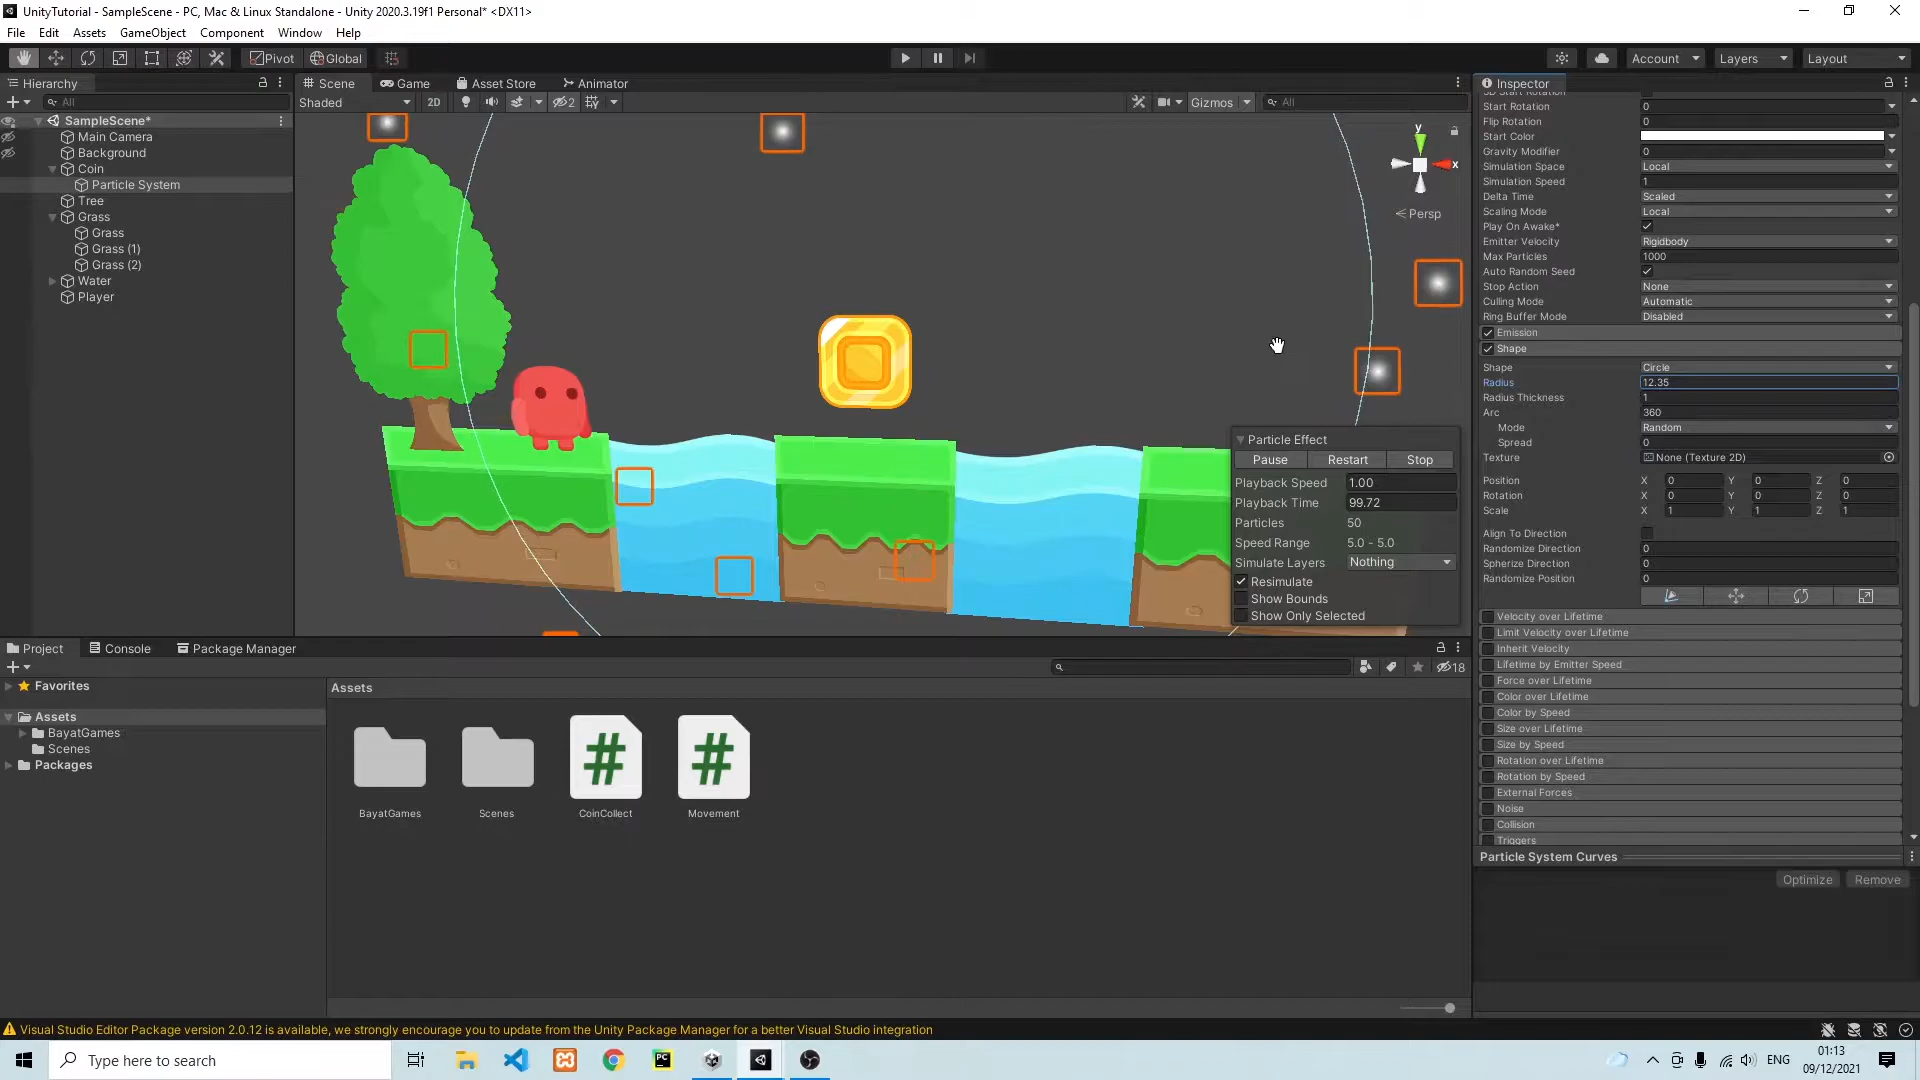 UnityTutorial - SampleScene - PC, Mac & Linux Standalone - Unity 2020.3.19f1 Personal* <DX11>
File Edit Assets GameObject Component Window Help
Pivot Global Account Layers Layout
Hierarchy
All
SampleScene*
Main Camera
Background
Coin
Particle System
Tree
Grass
Grass
Grass (1)
Grass (2)
Water
Player
Scene Game Asset Store Animator
Shaded 2D 2 Gizmos All
y
x
Persp
Particle Effect
Pause Restart Stop
Playback Speed 1.00
Playback Time 99.72
Particles 50
Speed Range 5.0 - 5.0
Simulate Layers Nothing
Resimulate
Show Bounds
Show Only Selected
Inspector
3D Start Rotation
Start Rotation 0
Flip Rotation 0
Start Color
Gravity Modifier 0
Simulation Space Local
Simulation Speed 1
Delta Time Scaled
Scaling Mode Local
Play On Awake*
Emitter Velocity Rigidbody
Max Particles 1000
Auto Random Seed
Stop Action None
Culling Mode Automatic
Ring Buffer Mode Disabled
Emission
Shape
Shape Circle
Radius 12.35
Radius Thickness 1
Arc 360
Mode Random
Spread 0
Texture None (Texture 2D)
Position X 0 Y 0 Z 0
Rotation X 0 Y 0 Z 0
Scale X 1 Y 1 Z 1
Align To Direction
Randomize Direction 0
Spherize Direction 0
Randomize Position 0
Velocity over Lifetime
Limit Velocity over Lifetime
Inherit Velocity
Lifetime by Emitter Speed
Force over Lifetime
Color over Lifetime
Color by Speed
Size over Lifetime
Size by Speed
Rotation over Lifetime
Rotation by Speed
External Forces
Noise
Collision
Triggers
Particle System Curves
Optimize Remove
Project Console Package Manager
18
Favorites
Assets
BayatGames
Scenes
Packages
Assets
BayatGames Scenes CoinCollect Movement
Visual Studio Editor Package version 2.0.12 is available, we strongly encourage you to update from the Unity Package Manager for a better Visual Studio integration
Type here to search
PC
ENG
01:13
09/12/2021